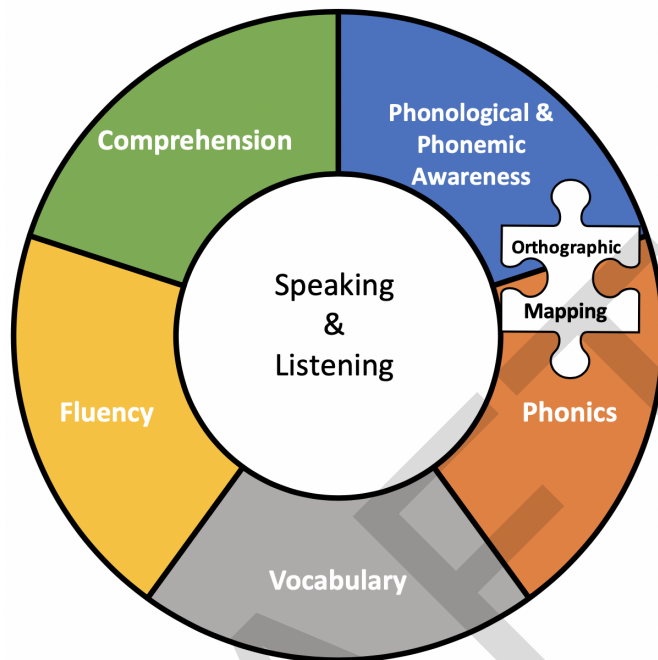 Comprehension
Phonological &
Phonemic
Awareness
Orthographic
Mapping
Speaking
&
Listening
Fluency
Phonics
Vocabulary